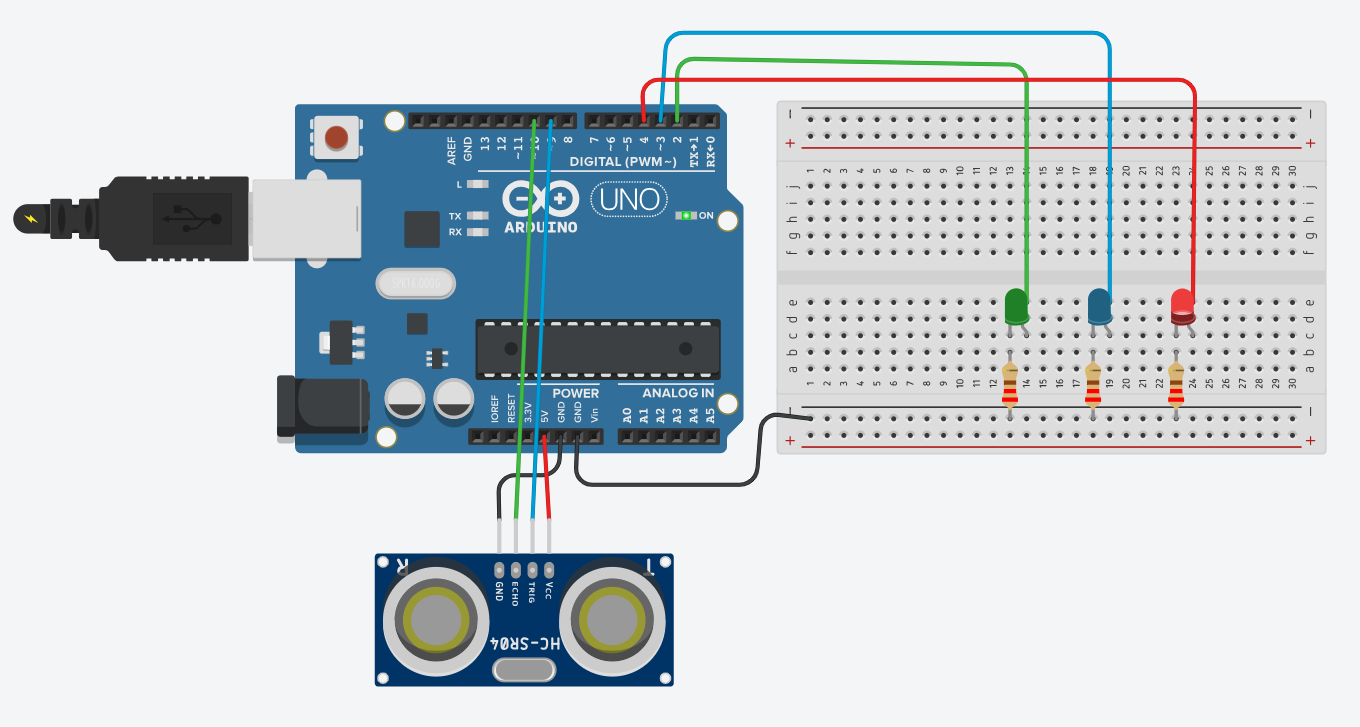 AREF
GND
13
12
~11
~10
~9
8
7
~6
~5
4
~3
2
TX→1
RX←0
DIGITAL (PWM~)
L
TX
RX
UNO
ARDUINO
ON
SPK16.000G
POWER
ANALOG IN
IOREF
RESET
3.3V
5V
GND
GND
Vin
A0
A1
A2
A3
A4
A5
R
T
GND
ECHO
TRIG
VCC
HC-SR04
− −
+ +
1 2 3 4 5 6 7 8 9 10 11 12 13 14 15 16 17 18 19 20 21 22 23 24 25 26 27 28 29 30
j j
i i
h h
g g
f f
e e
d d
c c
b b
a a
1 2 3 4 5 6 7 8 9 10 11 12 13 14 15 16 17 18 19 20 21 22 23 24 25 26 27 28 29 30
− −
+ +